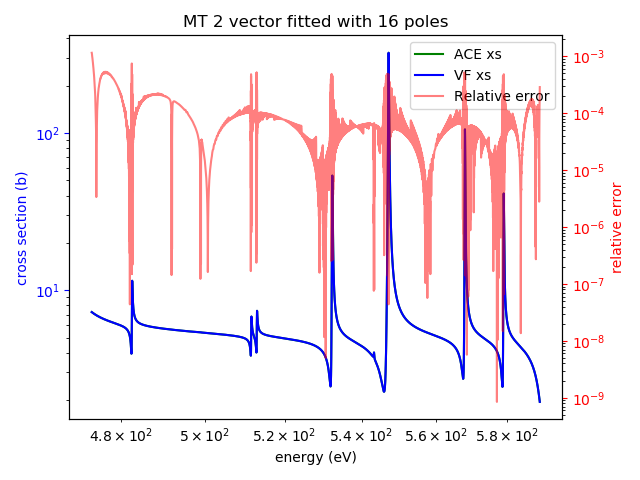 MT 2 vector fitted with 16 poles
ACE xs
VF xs
Relative error
cross section (b)
10²
10¹
relative error
10⁻³
10⁻⁴
10⁻⁵
10⁻⁶
10⁻⁷
10⁻⁸
10⁻⁹
4.8 × 10² 5 × 10² 5.2 × 10² 5.4 × 10² 5.6 × 10² 5.8 × 10²
energy (eV)